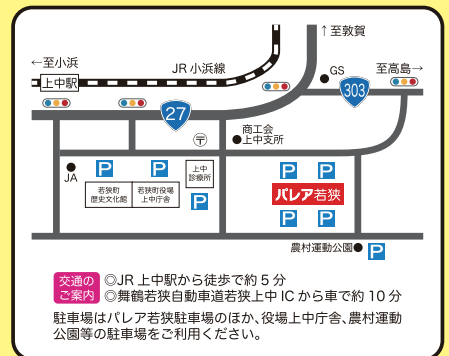 ↑至敦賀
←至小浜
JR 小浜線
GS
至高島→
上中駅
303
27
〒
商工会
上中支所
JA
P
P
上中
診療所
P
P
若狭町
歴史文化館
若狭町役場
上中庁舎
P
パレア若狭
P
P
農村運動公園
P
交通の
ご案内
◎JR 上中駅から徒歩で約 5 分
◎舞鶴若狭自動車道若狭上中 IC から車で約 10 分
駐車場はパレア若狭駐車場のほか、役場上中庁舎、農村運動
公園等の駐車場をご利用ください。